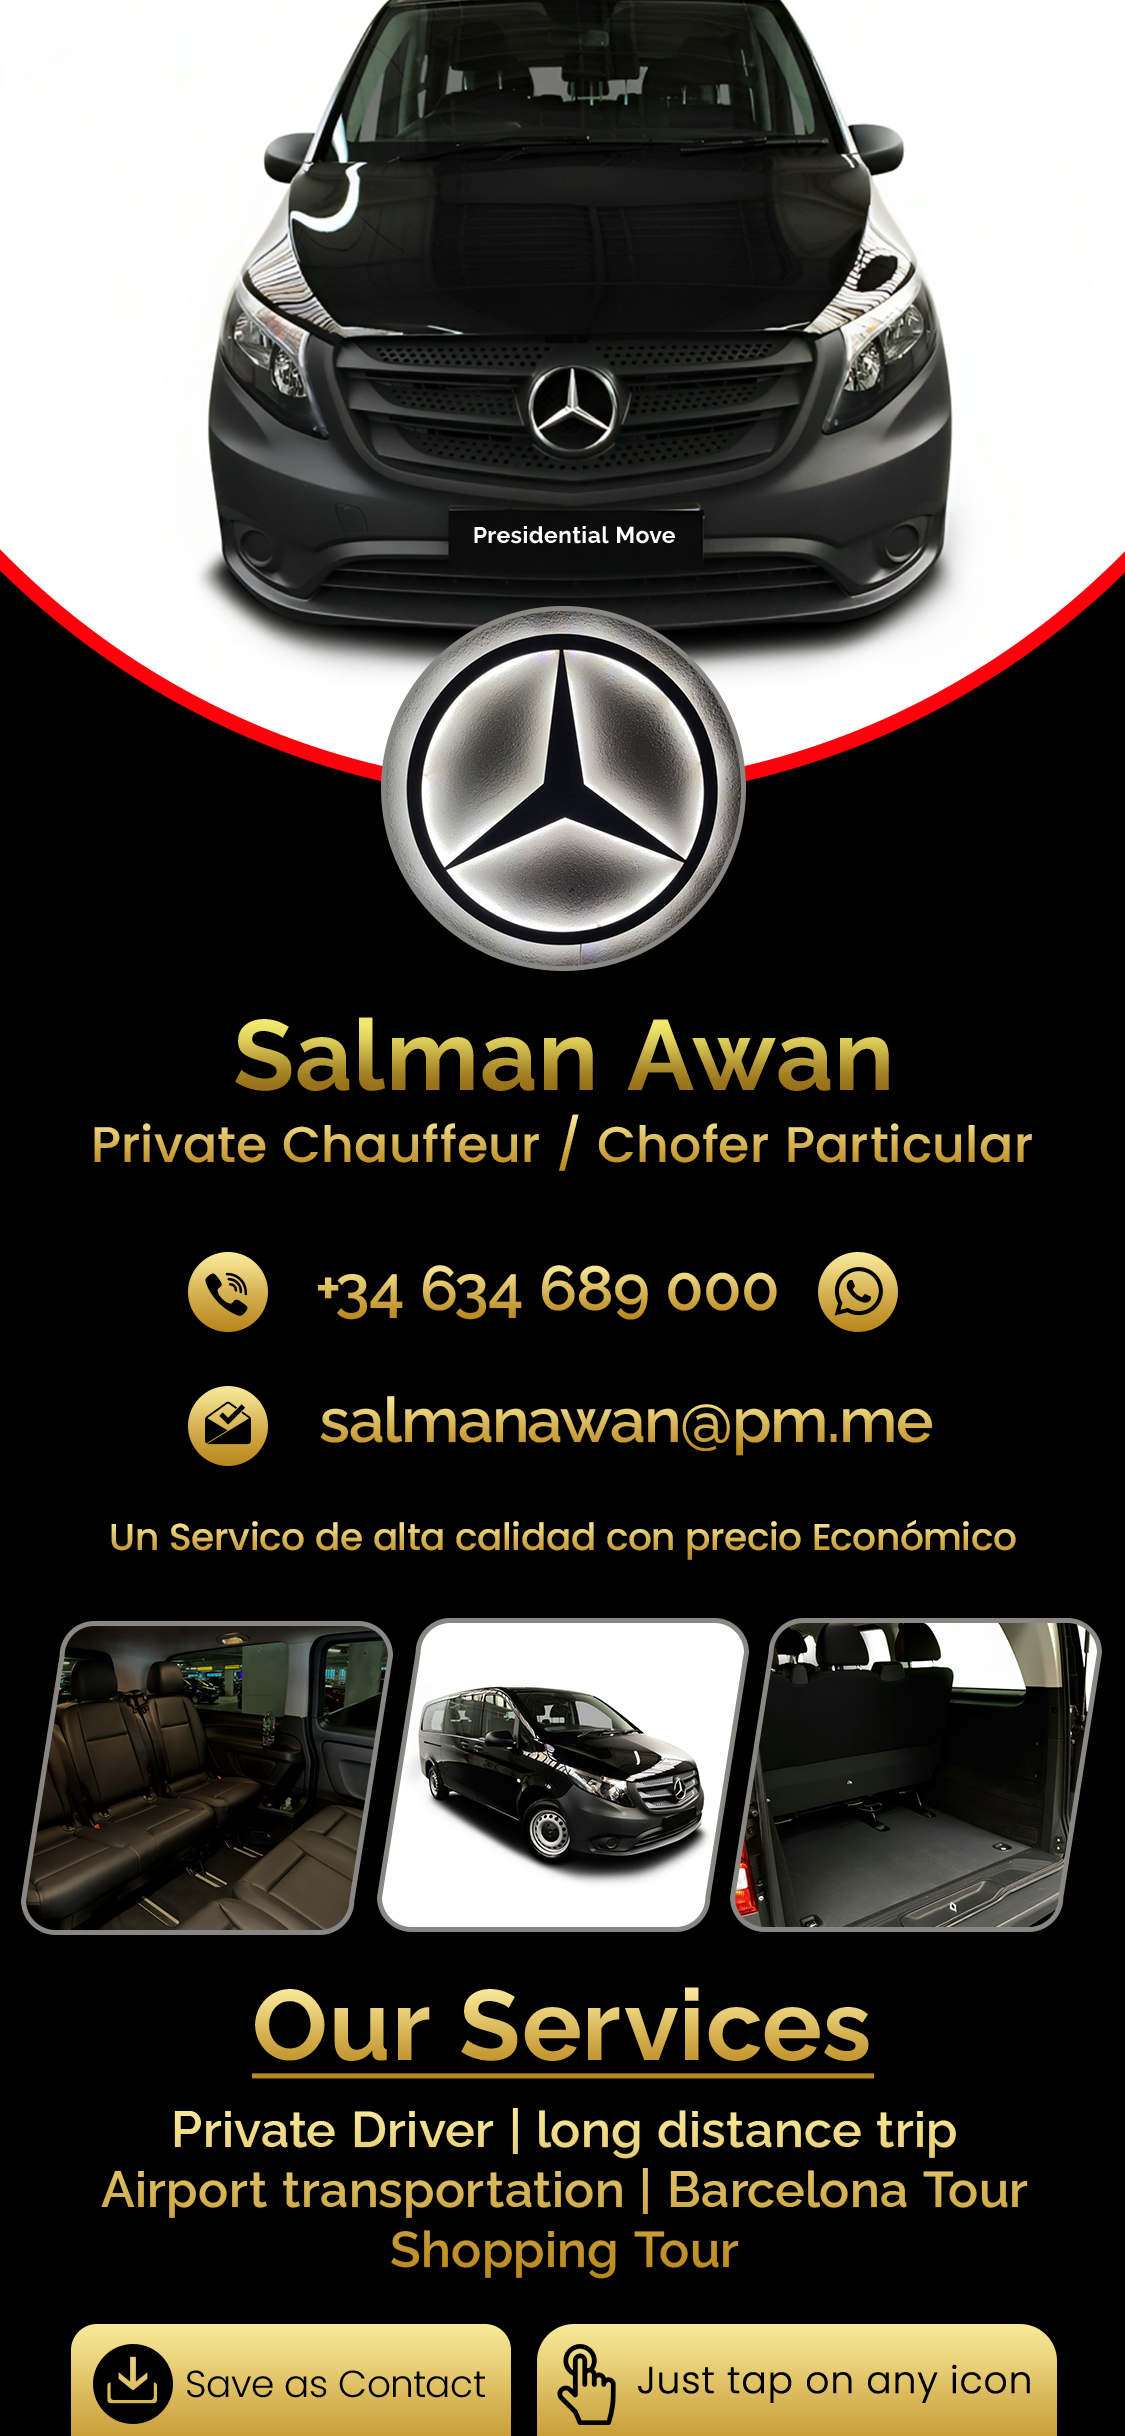 Presidential Move
Salman Awan
Private Chauffeur / Chofer Particular
+34 634 689 000
salmanawan@pm.me
Un Servico de alta calidad con precio Económico
Our Services
Private Driver | long distance trip
Airport transportation | Barcelona Tour
Shopping Tour
Save as Contact
Just tap on any icon